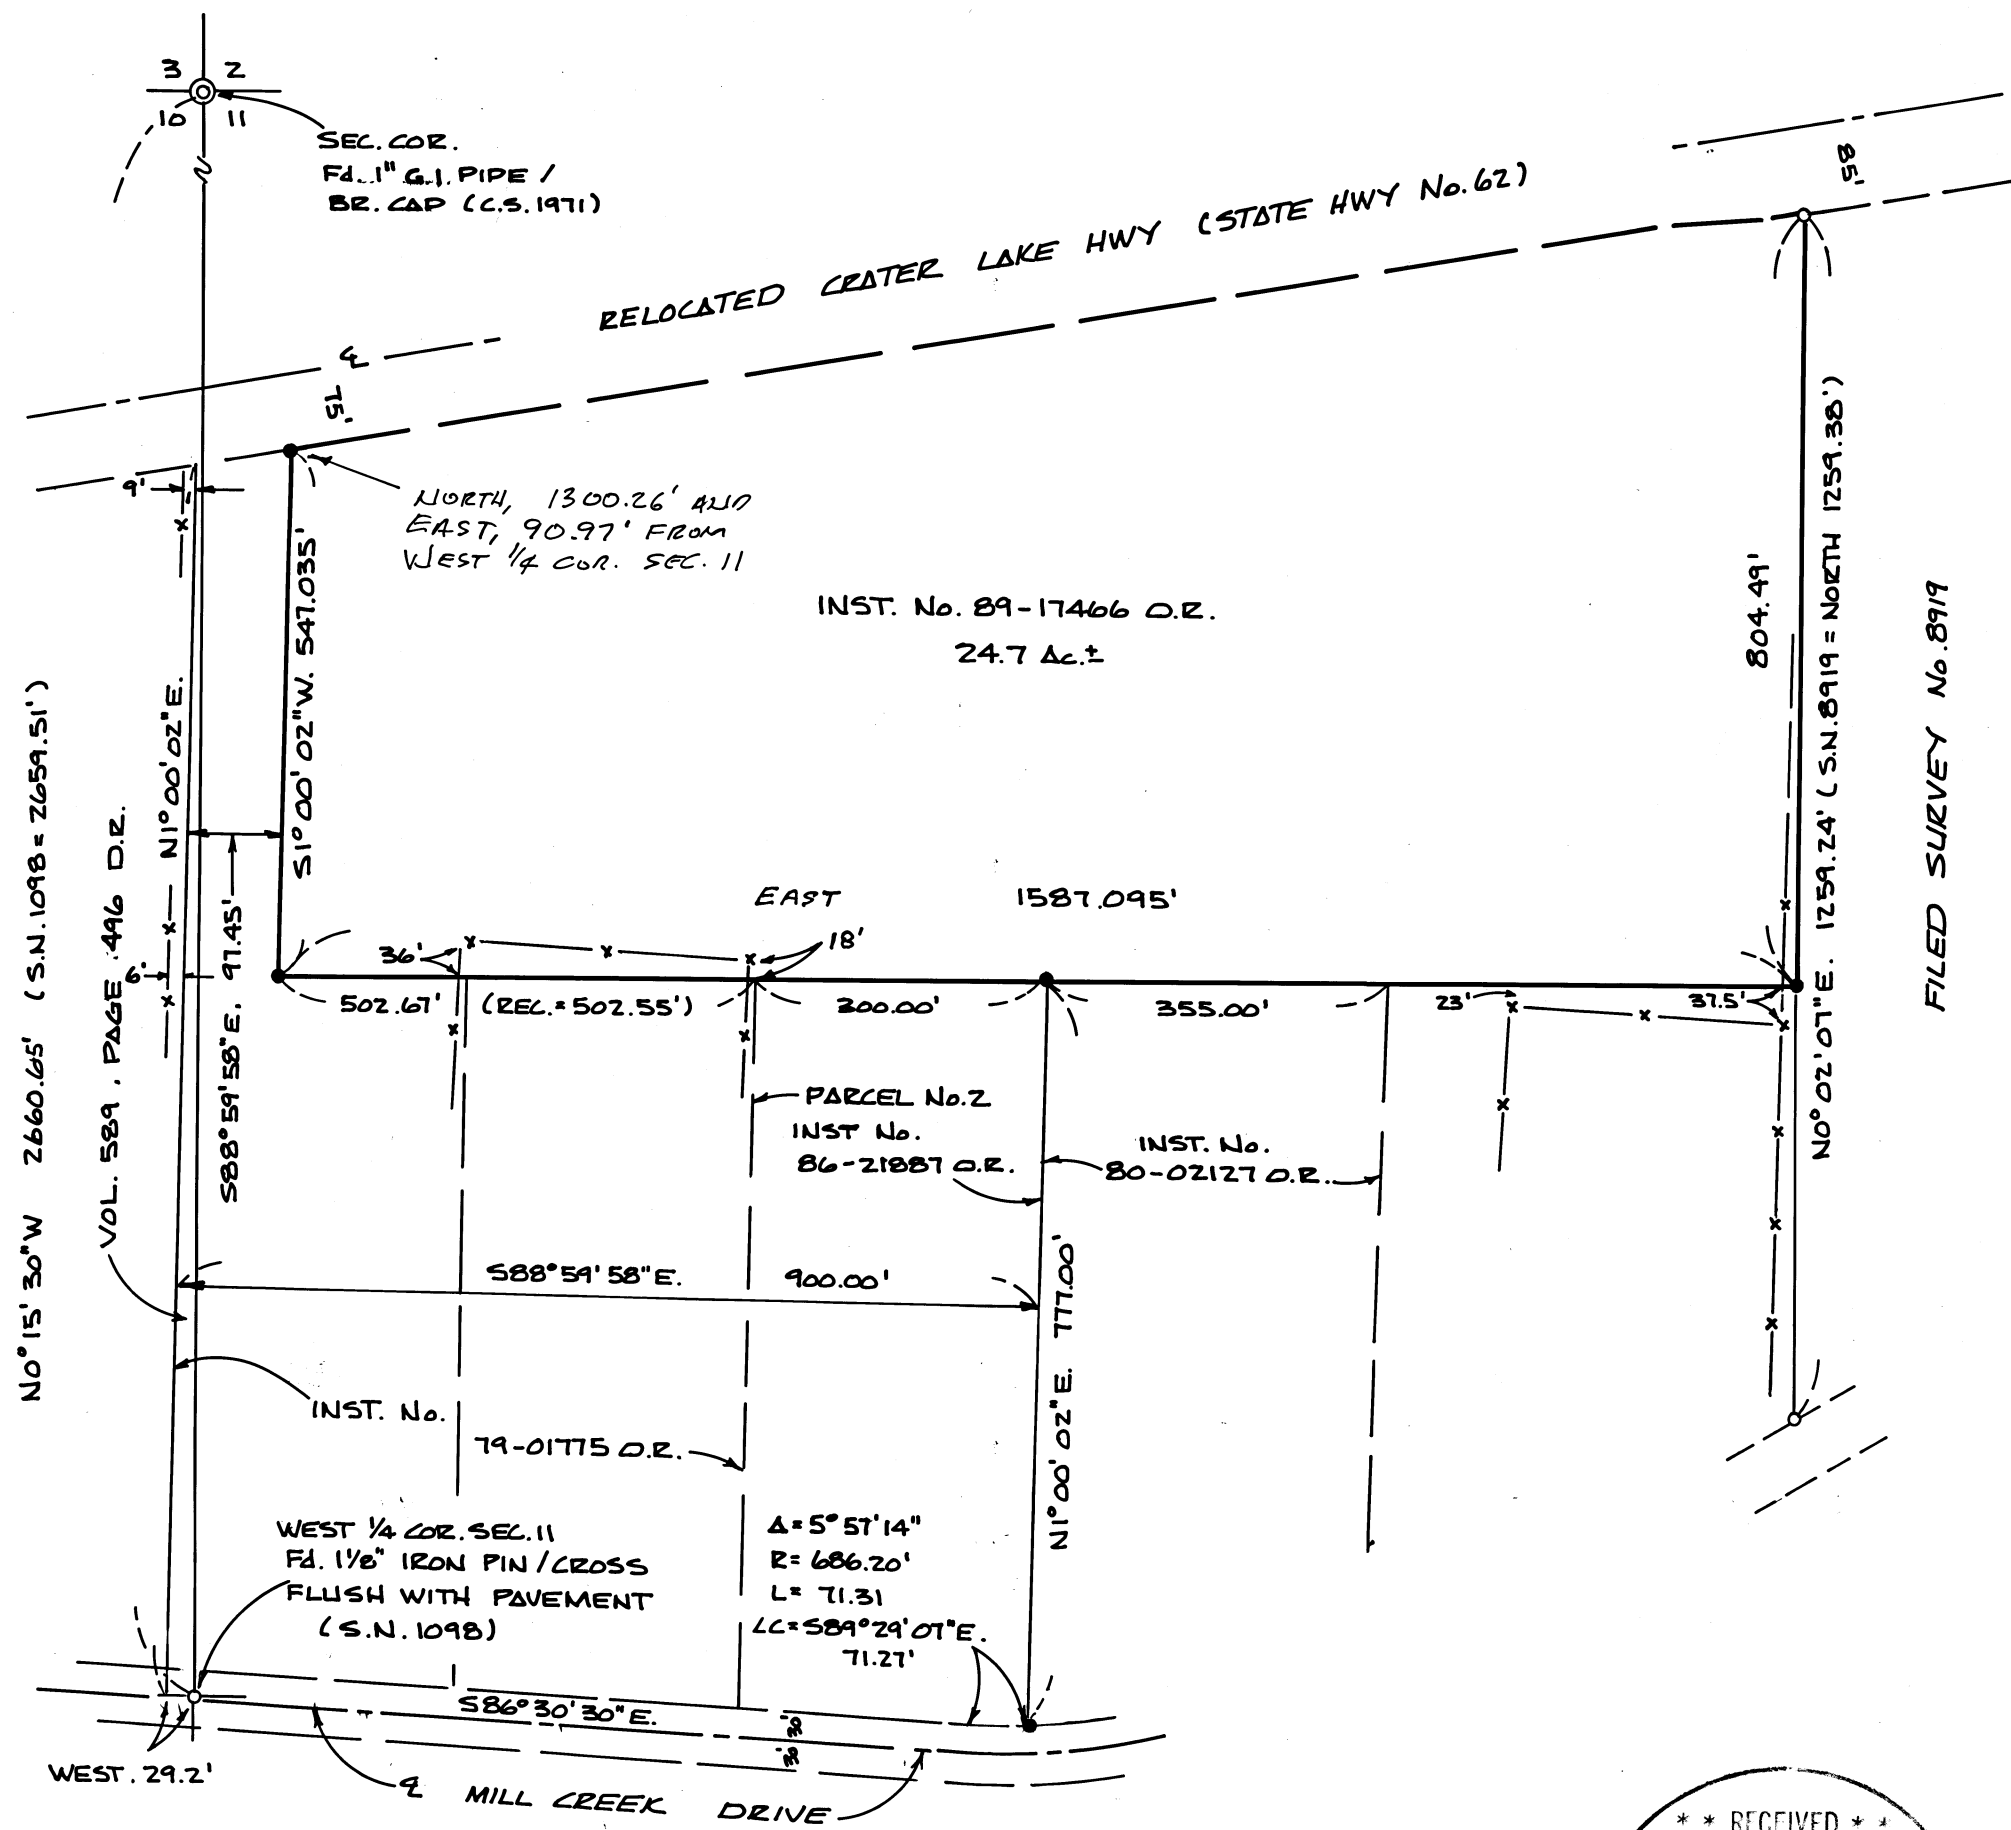 3 2
10 11
SEC. COR.
Fd. 1" G.I. PIPE /
BR. CAP (C.S. 1971)
RELOCATED CRATER LAKE HWY (STATE HWY No. 62)
85'
℄
75'
9'
NORTH, 1300.26' AND
EAST, 90.97' FROM
WEST 1/4 COR. SEC. 11
S1°00'02"W. 547.035'
INST. No. 89-17466 O.R.
24.7 Ac.±
804.49'
N0°02'07"E. 1259.24' (S.N. 8919 = NORTH 1259.38')
FILED SURVEY No. 8919
N0°15'30"W 2660.65' (S.N. 1098 = 2659.51')
VOL. 589, PAGE 496 O.R.
N1°00'02"E.
S88°59'58"E. 97.45'
6'
EAST 1587.095'
36'
18'
502.67' (REC. = 502.55')
200.00'
355.00'
23'
37.5'
PARCEL No. 2
INST No.
86-21887 O.R.
INST. No.
80-02127 O.R.
S88°59'58"E. 900.00'
N1°00'02"E. 777.00'
INST. No.
79-01775 O.R.
WEST 1/4 COR. SEC. 11
Fd. 1 1/8" IRON PIN / CROSS
FLUSH WITH PAVEMENT
(S.N. 1098)
Δ = 5°57'14"
R = 686.20'
L = 71.31
LC = S89°29'07"E.
71.27'
S86°30'30"E.
30'
30'
WEST. 29.2'
℄ MILL CREEK DRIVE
* * RECEIVED * *